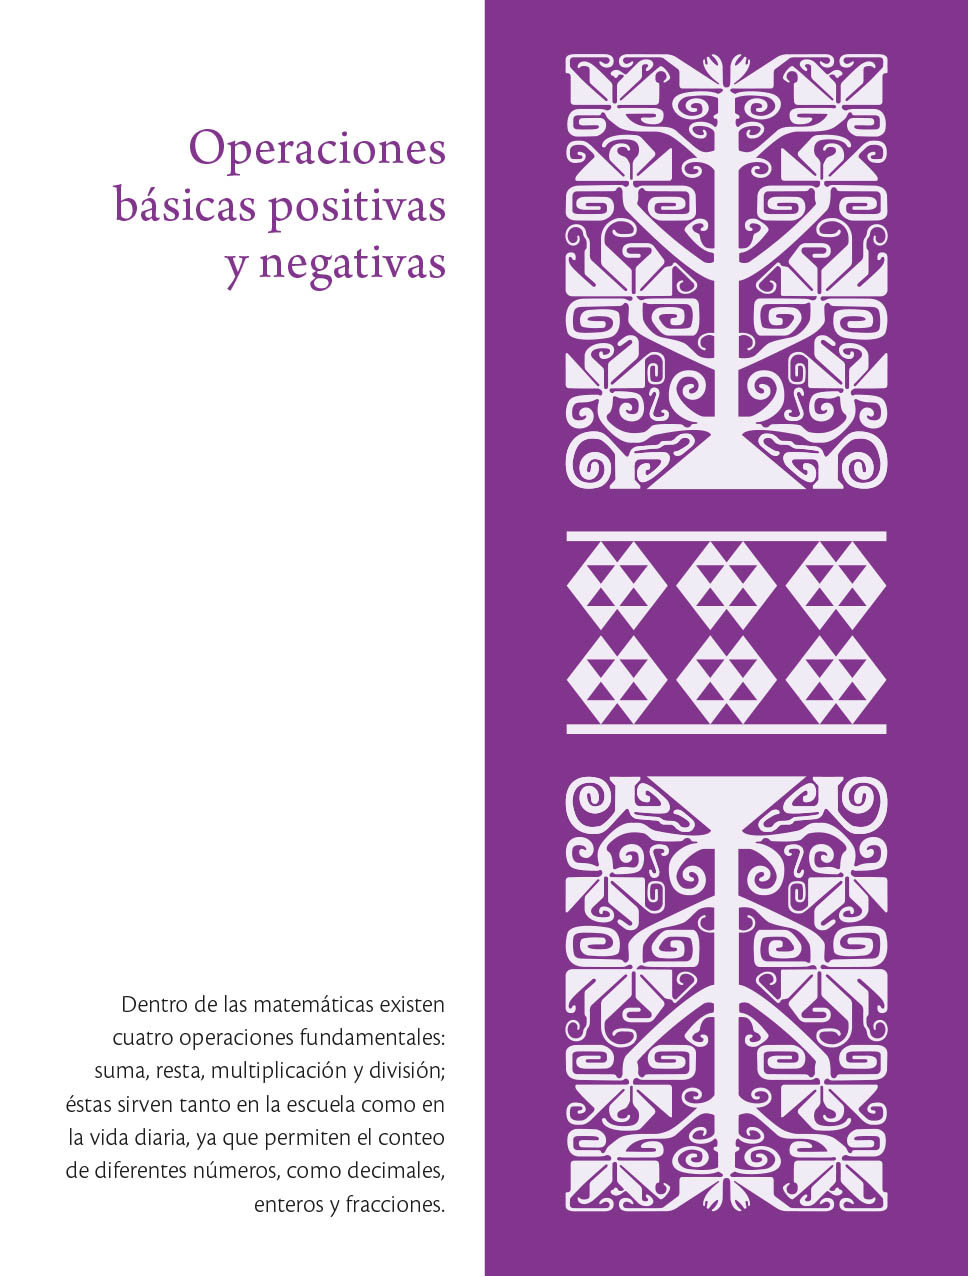 Operaciones
básicas positivas
y negativas
Dentro de las matemáticas existen
cuatro operaciones fundamentales:
suma, resta, multiplicación y división;
éstas sirven tanto en la escuela como en
la vida diaria, ya que permiten el conteo
de diferentes números, como decimales,
enteros y fracciones.